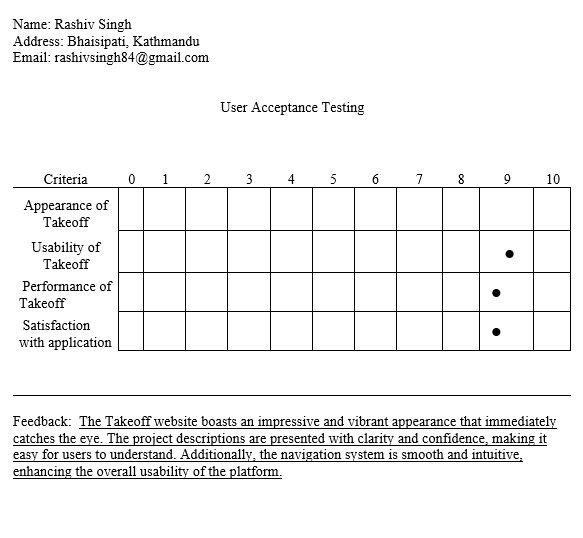 Name: Rashiv Singh
Address: Bhaisipati, Kathmandu
Email: rashivsingh84@gmail.com
User Acceptance Testing
Criteria 0 1 2 3 4 5 6 7 8 9 10
Appearance of
Takeoff
Usability of
Takeoff
Performance of
Takeoff
Satisfaction
with application
Feedback: The Takeoff website boasts an impressive and vibrant appearance that immediately
catches the eye. The project descriptions are presented with clarity and confidence, making it
easy for users to understand. Additionally, the navigation system is smooth and intuitive,
enhancing the overall usability of the platform.